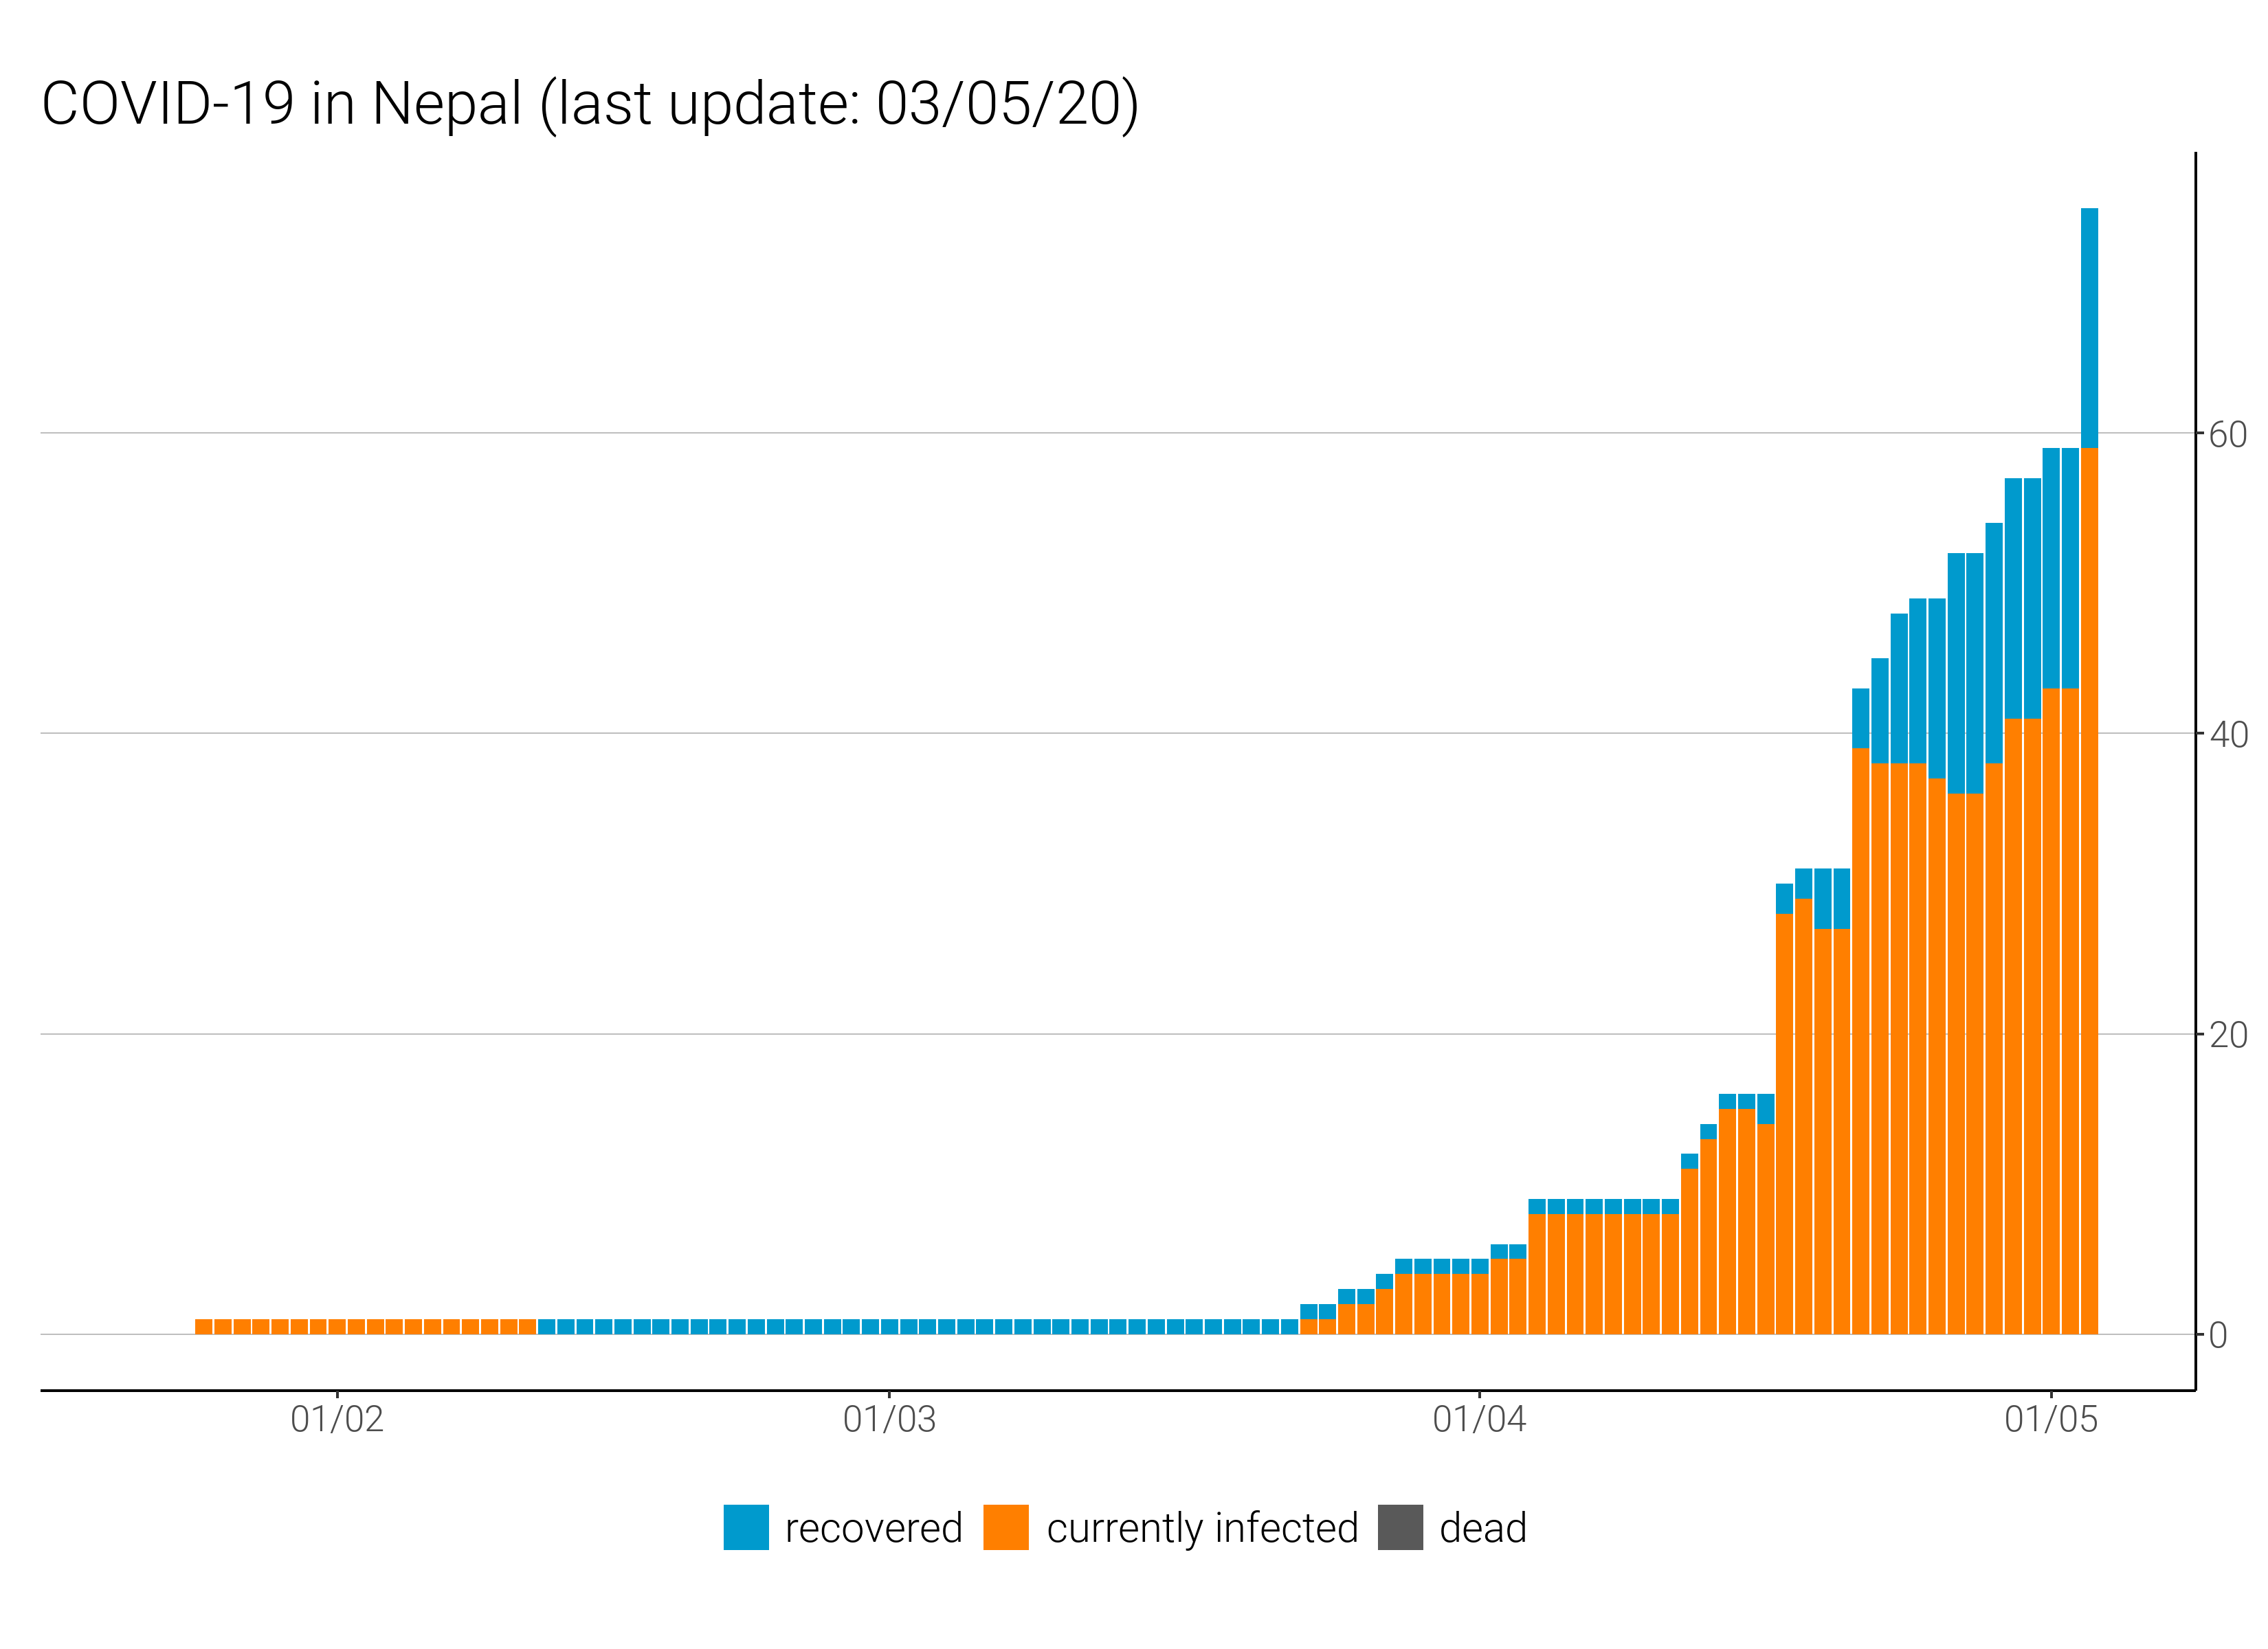 COVID-19 in Nepal (last update: 03/05/20)
60
40
20
0
01/02 01/03 01/04 01/05
recovered currently infected dead